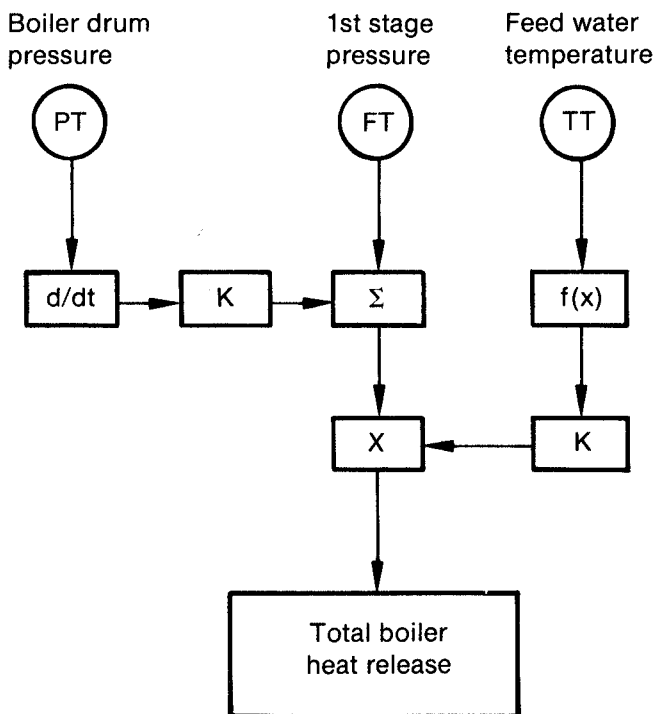 Boiler drum
pressure
1st stage
pressure
Feed water
temperature
PT
FT
TT
d/dt
K
Σ
f(x)
X
K
Total boiler
heat release